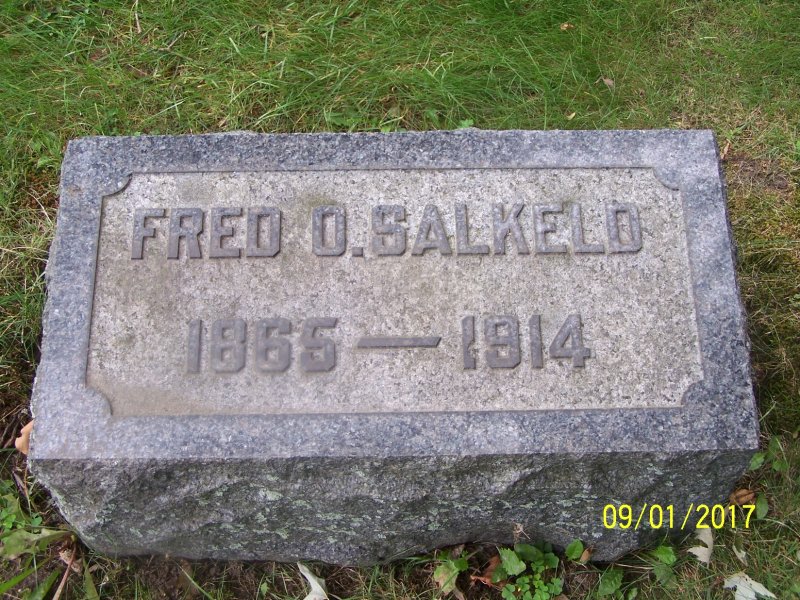 FRED O. SALKELD
1865 — 1914
09/01/2017